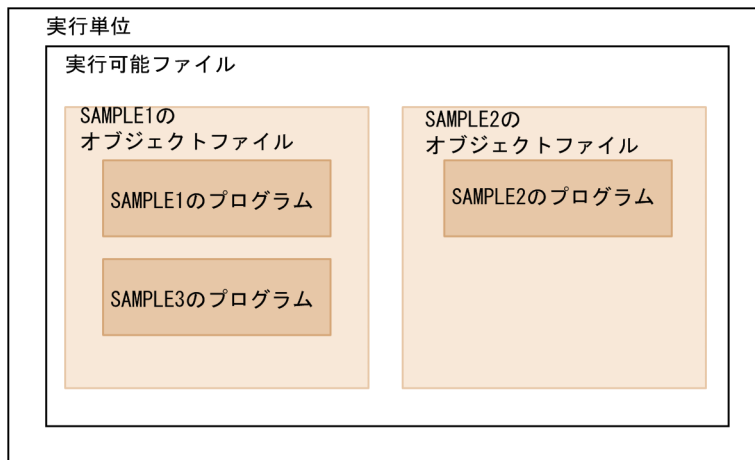 実行単位
実行可能ファイル
SAMPLE1の
オブジェクトファイル
SAMPLE1のプログラム
SAMPLE3のプログラム
SAMPLE2の
オブジェクトファイル
SAMPLE2のプログラム